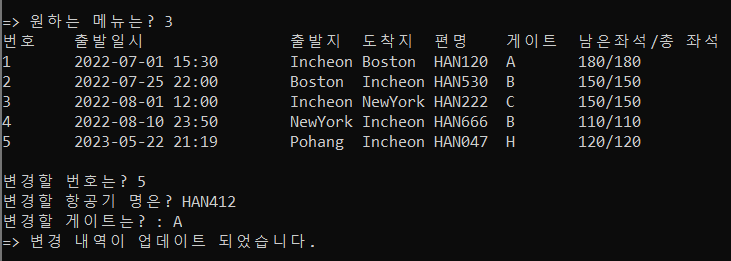 => 원하는 메뉴는? 3
번호 출발일시 출발지 도착지 편명 게이트 남은좌석/총 좌석
1 2022-07-01 15:30 Incheon Boston HAN120 A 180/180
2 2022-07-25 22:00 Boston Incheon HAN530 B 150/150
3 2022-08-01 12:00 Incheon NewYork HAN222 C 150/150
4 2022-08-10 23:50 NewYork Incheon HAN666 B 110/110
5 2023-05-22 21:19 Pohang Incheon HAN047 H 120/120
변경할 번호는? 5
변경할 항공기 명은? HAN412
변경할 게이트는? : A
=> 변경 내역이 업데이트 되었습니다.